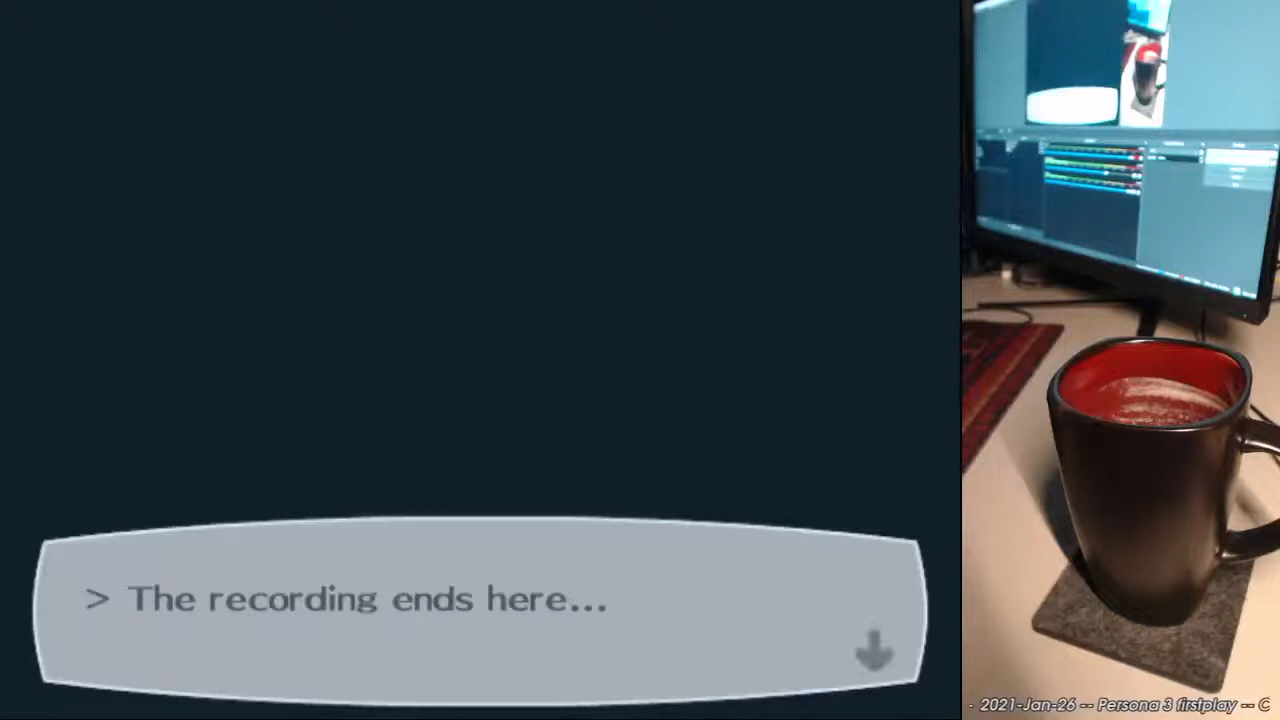 > The recording ends here...
- 2021-Jan-26 -- Persona 3 firstplay -- C